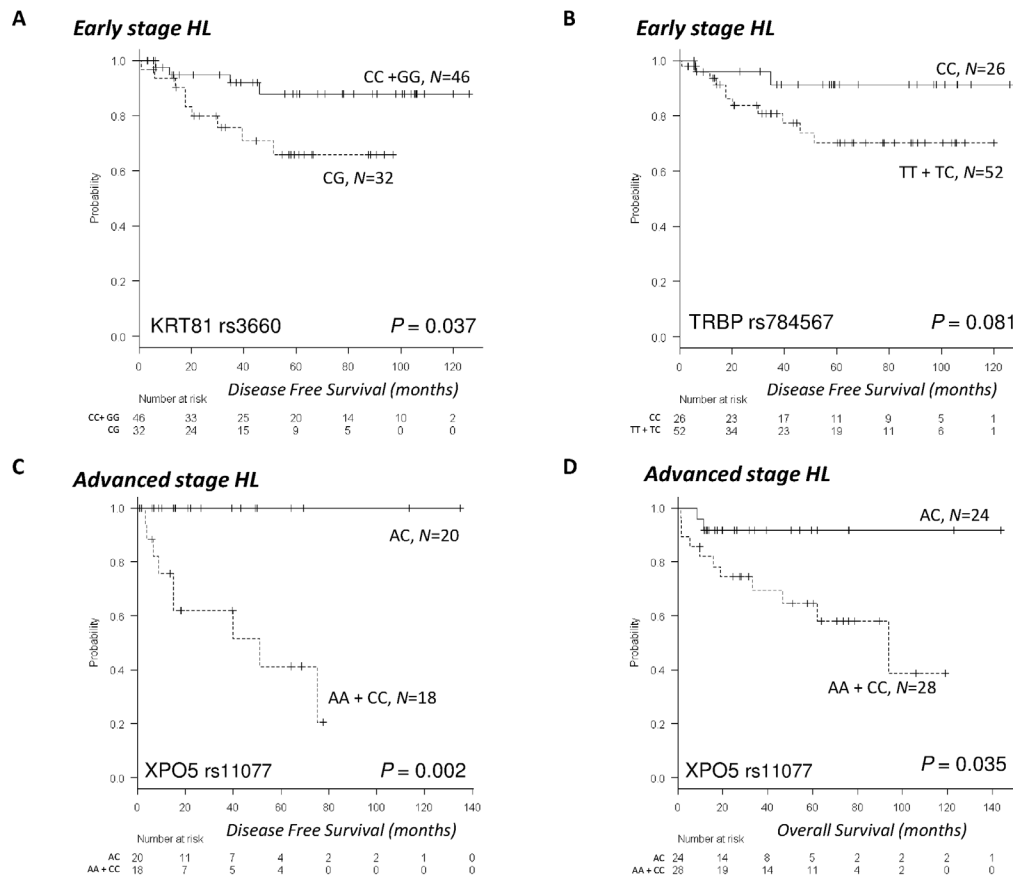 A
Early stage HL
1.0
0.8
0.6
0.4
0.2
0.0
Probability
CC +GG, N=46
CG, N=32
KRT81 rs3660
P = 0.037
0 20 40 60 80 100 120
Disease Free Survival (months)
Number at risk
CC+ GG 46 33 25 20 14 10 2
CG 32 24 15 9 5 0 0
B
Early stage HL
1.0
0.8
0.6
0.4
0.2
0.0
Probability
CC, N=26
TT + TC, N=52
TRBP rs784567
P = 0.081
0 20 40 60 80 100 120
Disease Free Survival (months)
Number at risk
CC 26 23 17 11 9 5 1
TT + TC 52 34 23 19 11 6 1
C
Advanced stage HL
1.0
0.8
0.6
0.4
0.2
0.0
Probability
AC, N=20
AA + CC, N=18
XPO5 rs11077
P = 0.002
0 20 40 60 80 100 120 140
Disease Free Survival (months)
Number at risk
AC 20 11 7 4 2 2 1 0
AA + CC 18 7 5 4 0 0 0 0
D
Advanced stage HL
1.0
0.8
0.6
0.4
0.2
0.0
Probability
AC, N=24
AA + CC, N=28
XPO5 rs11077
P = 0.035
0 20 40 60 80 100 120 140
Overall Survival (months)
Number at risk
AC 24 14 8 5 2 2 2 1
AA + CC 28 19 14 11 4 2 0 0